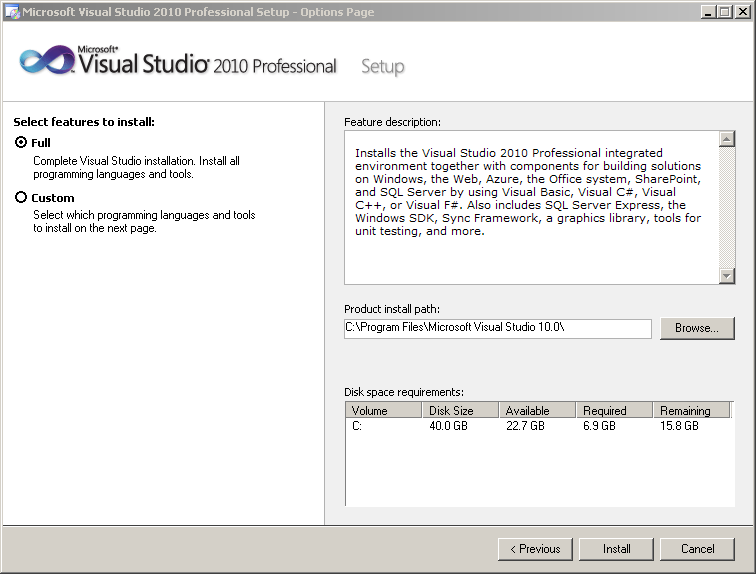 Microsoft Visual Studio 2010 Professional Setup - Options Page
Microsoft®
Visual Studio® 2010 Professional Setup
Select features to install:
Full
Complete Visual Studio installation. Install all
programming languages and tools.
Custom
Select which programming languages and tools
to install on the next page.
Feature description:
Installs the Visual Studio 2010 Professional integrated
environment together with components for building solutions
on Windows, the Web, Azure, the Office system, SharePoint,
and SQL Server by using Visual Basic, Visual C#, Visual
C++, or Visual F#. Also includes SQL Server Express, the
Windows SDK, Sync Framework, a graphics library, tools for
unit testing, and more.
Product install path:
C:\Program Files\Microsoft Visual Studio 10.0\
Browse...
Disk space requirements:
Volume Disk Size Available Required Remaining
C: 40.0 GB 22.7 GB 6.9 GB 15.8 GB
< Previous Install Cancel